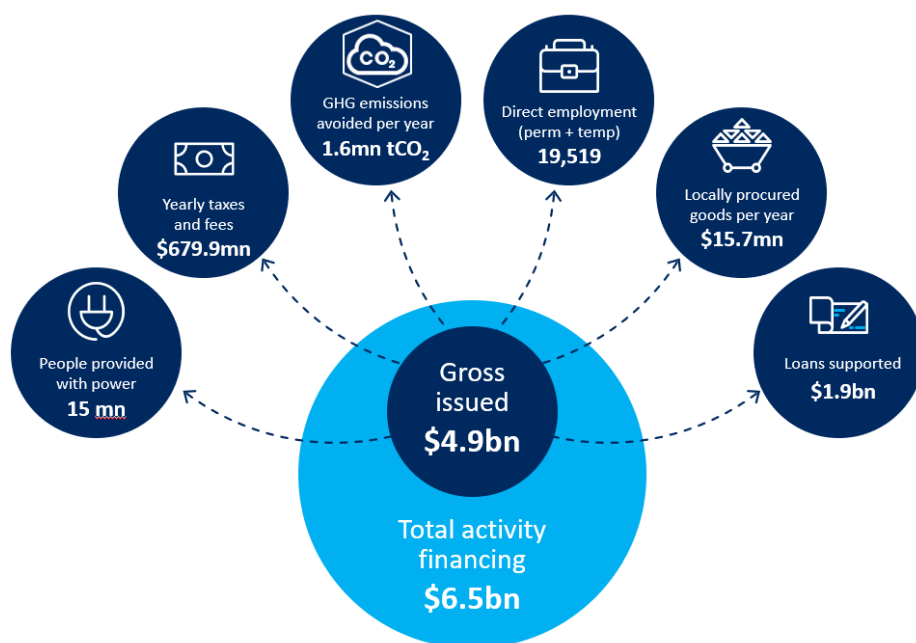 People provided
with power
15 mn
Yearly taxes
and fees
$679.9mn
CO₂
GHG emissions
avoided per year
1.6mn tCO₂
Direct employment
(perm + temp)
19,519
Locally procured
goods per year
$15.7mn
Loans supported
$1.9bn
Gross
issued
$4.9bn
Total activity
financing
$6.5bn